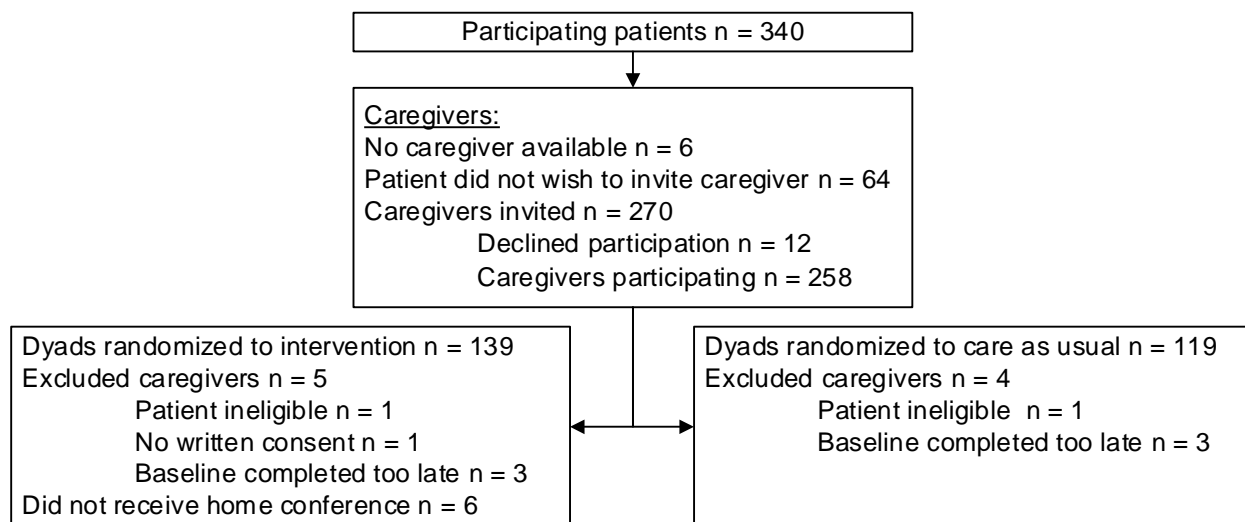 Participating patients n = 340
Caregivers:
No caregiver available n = 6
Patient did not wish to invite caregiver n = 64
Caregivers invited n = 270
Declined participation n = 12
Caregivers participating n = 258
Dyads randomized to intervention n = 139
Excluded caregivers n = 5
Patient ineligible n = 1
No written consent n = 1
Baseline completed too late n = 3
Did not receive home conference n = 6
Dyads randomized to care as usual n = 119
Excluded caregivers n = 4
Patient ineligible n = 1
Baseline completed too late n = 3